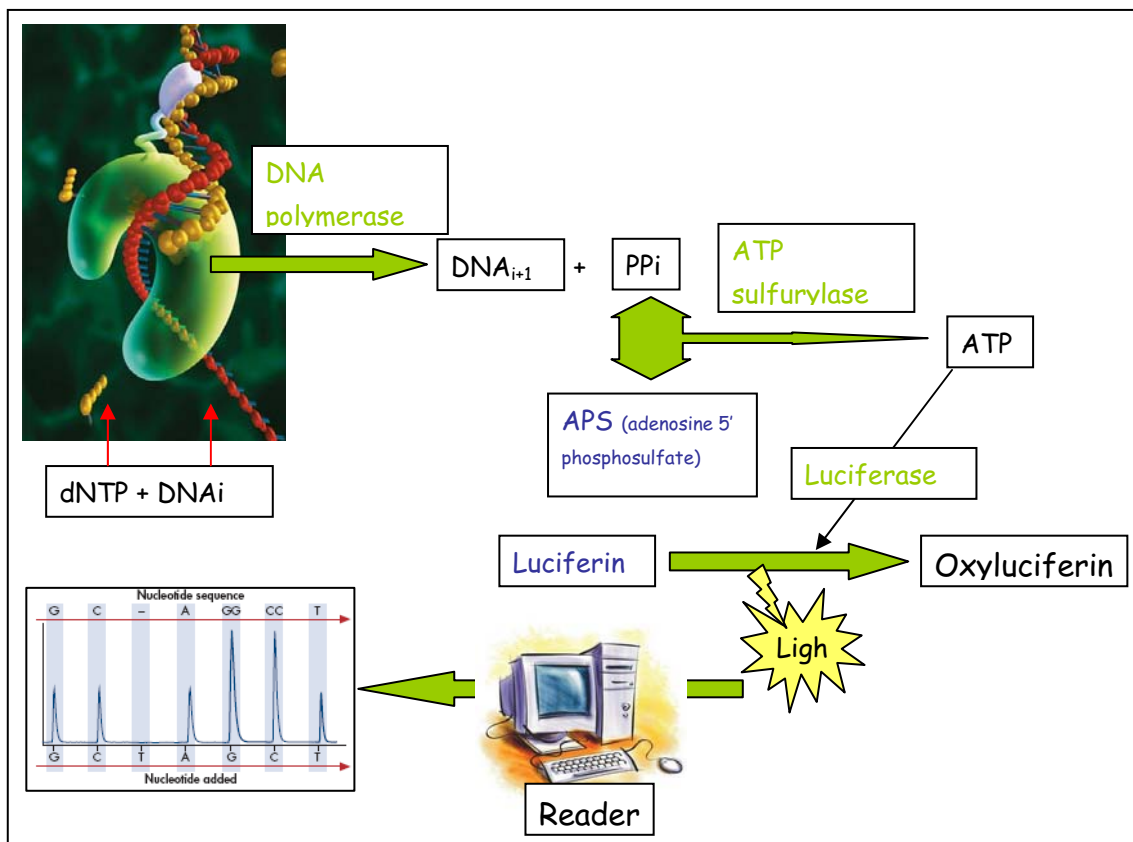 DNA
polymerase
DNAi+1 + PPi
ATP
sulfurylase
ATP
APS (adenosine 5’
phosphosulfate)
dNTP + DNAi
Luciferase
Luciferin
Oxyluciferin
Ligh
Nucleotide sequence
G C – A GG CC T
G C T A G C T
Nucleotide added
Reader